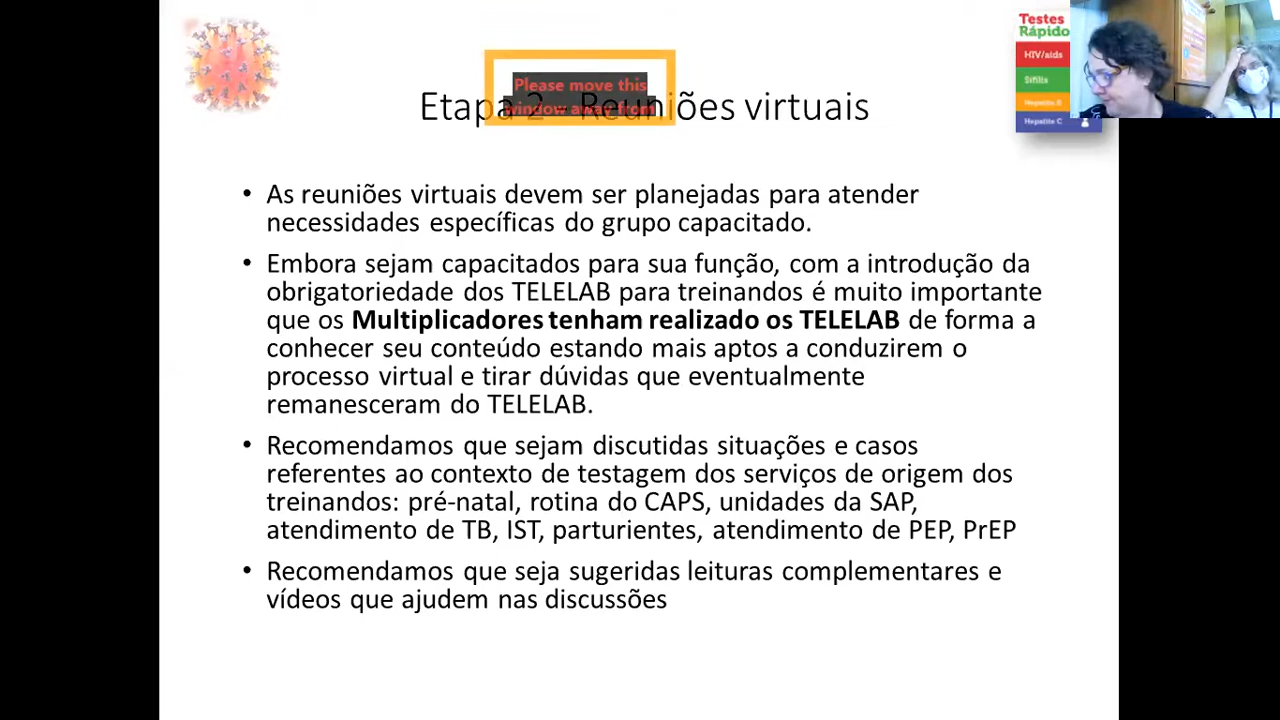 Testes
Rápido
HIV/aids
Sífilis
Hepatite B
Hepatite C
Please move this
window away from
Etapa 2 – Reuniões virtuais
• As reuniões virtuais devem ser planejadas para atender
necessidades específicas do grupo capacitado.
• Embora sejam capacitados para sua função, com a introdução da
obrigatoriedade dos TELELAB para treinandos é muito importante
que os Multiplicadores tenham realizado os TELELAB de forma a
conhecer seu conteúdo estando mais aptos a conduzirem o
processo virtual e tirar dúvidas que eventualmente
remanesceram do TELELAB.
• Recomendamos que sejam discutidas situações e casos
referentes ao contexto de testagem dos serviços de origem dos
treinandos: pré-natal, rotina do CAPS, unidades da SAP,
atendimento de TB, IST, parturientes, atendimento de PEP, PrEP
• Recomendamos que seja sugeridas leituras complementares e
vídeos que ajudem nas discussões